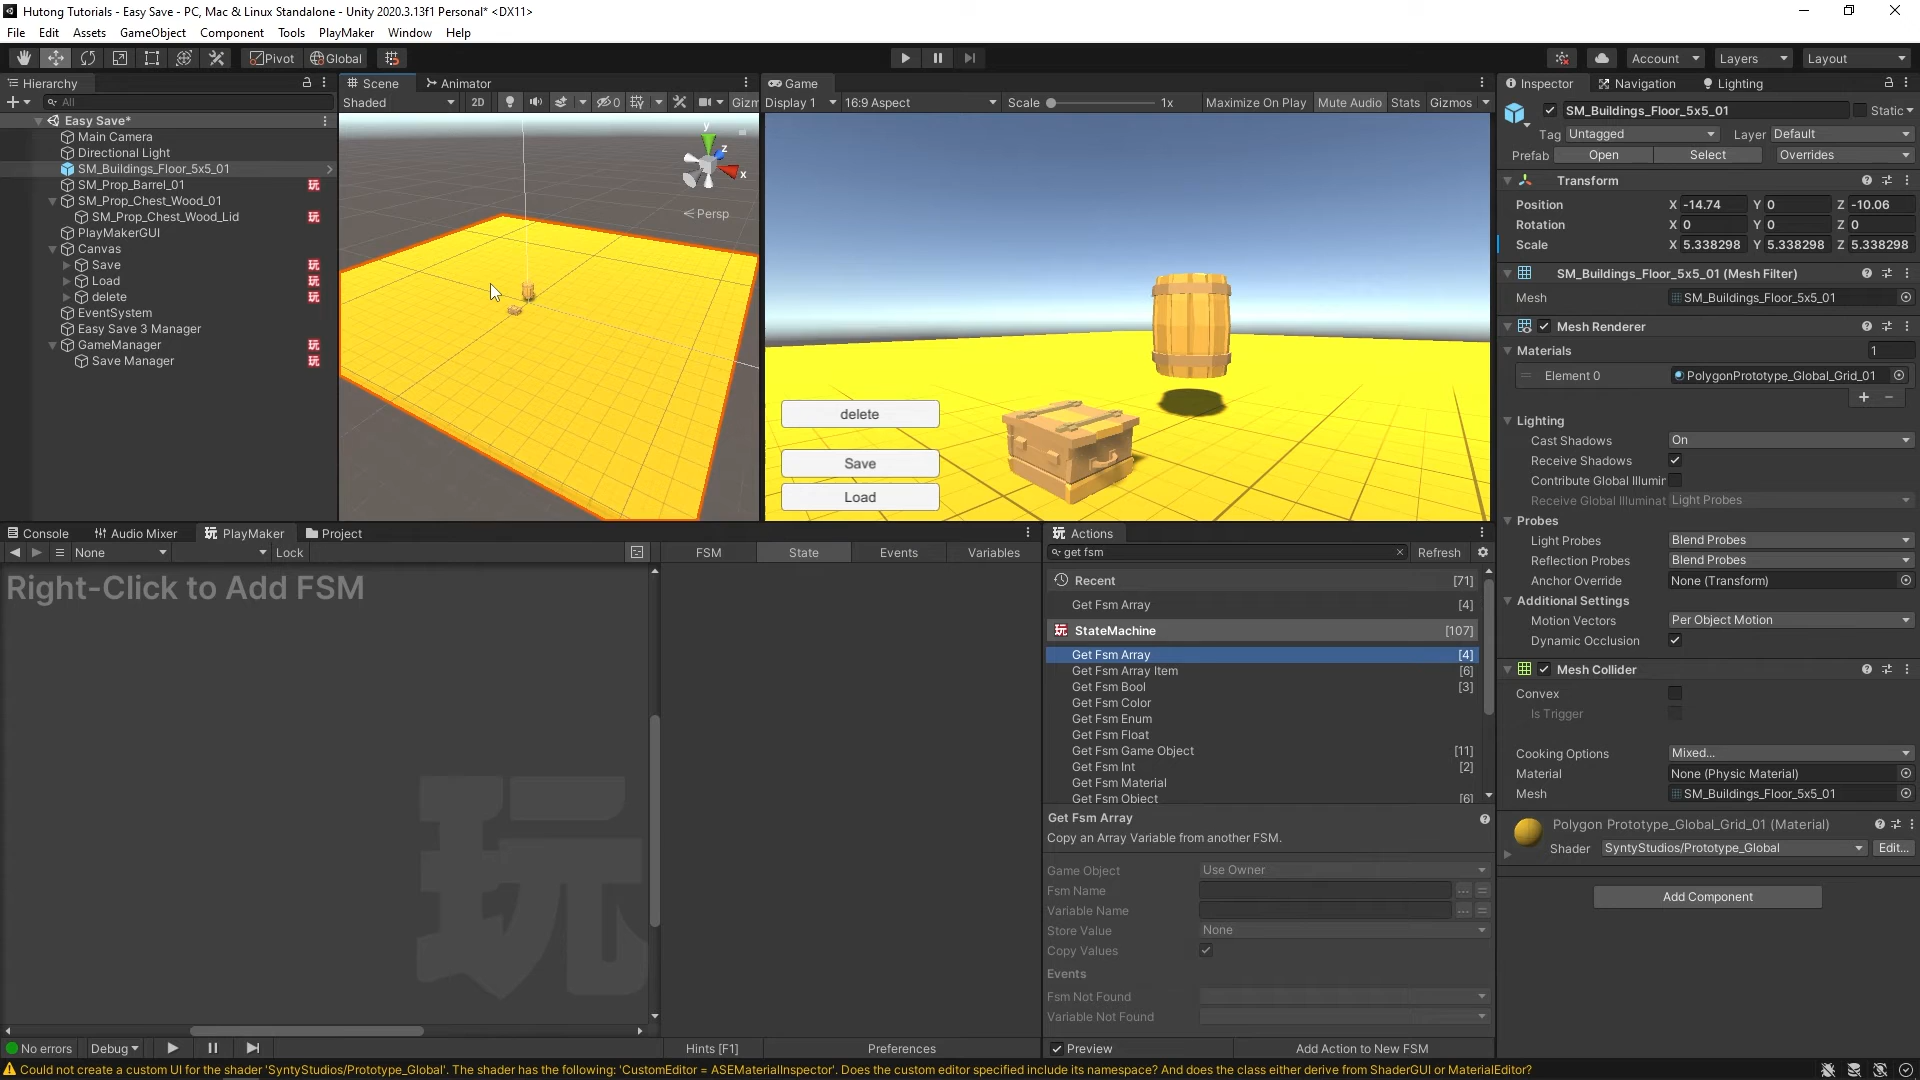 Hutong Tutorials - Easy Save - PC, Mac & Linux Standalone - Unity 2020.3.13f1 Personal* <DX11>
File Edit Assets GameObject Component Tools PlayMaker Window Help
Pivot Global Account Layers Layout
Hierarchy
All
Easy Save*
Main Camera
Directional Light
SM_Buildings_Floor_5x5_01
SM_Prop_Barrel_01
SM_Prop_Chest_Wood_01
SM_Prop_Chest_Wood_Lid
PlayMakerGUI
Canvas
Save
Load
delete
EventSystem
Easy Save 3 Manager
GameManager
Save Manager
Scene Animator
Shaded 2D 0 Gizm
y
z
x
Persp
Game
Display 1 16:9 Aspect Scale 1x Maximize On Play Mute Audio Stats Gizmos
delete
Save
Load
Inspector Navigation Lighting
SM_Buildings_Floor_5x5_01 Static
Tag Untagged Layer Default
Prefab Open Select Overrides
Transform
Position X -14.74 Y 0 Z -10.06
Rotation X 0 Y 0 Z 0
Scale X 5.338298 Y 5.338298 Z 5.338298
SM_Buildings_Floor_5x5_01 (Mesh Filter)
Mesh SM_Buildings_Floor_5x5_01
Mesh Renderer
Materials 1
Element 0 PolygonPrototype_Global_Grid_01
Lighting
Cast Shadows On
Receive Shadows
Contribute Global Illumir
Receive Global Illuminat Light Probes
Probes
Light Probes Blend Probes
Reflection Probes Blend Probes
Anchor Override None (Transform)
Additional Settings
Motion Vectors Per Object Motion
Dynamic Occlusion
Mesh Collider
Convex
Is Trigger
Cooking Options Mixed...
Material None (Physic Material)
Mesh SM_Buildings_Floor_5x5_01
Polygon Prototype_Global_Grid_01 (Material)
Shader SyntyStudios/Prototype_Global Edit...
Add Component
Console Audio Mixer 玩 PlayMaker Project
None Lock
FSM State Events Variables
Right-Click to Add FSM
玩
No errors Debug
Hints [F1] Preferences
玩 Actions
get fsm Refresh
Recent [71]
Get Fsm Array [4]
玩 StateMachine [107]
Get Fsm Array [4]
Get Fsm Array Item [6]
Get Fsm Bool [3]
Get Fsm Color
Get Fsm Enum
Get Fsm Float
Get Fsm Game Object [11]
Get Fsm Int [2]
Get Fsm Material
Get Fsm Object [6]
Get Fsm Array
Copy an Array Variable from another FSM.
Game Object Use Owner
Fsm Name
Variable Name
Store Value None
Copy Values
Events
Fsm Not Found
Variable Not Found
Preview Add Action to New FSM
Could not create a custom UI for the shader 'SyntyStudios/Prototype_Global'. The shader has the following: 'CustomEditor = ASEMaterialInspector'. Does the custom editor specified include its namespace? And does the class either derive from ShaderGUI or MaterialEditor?